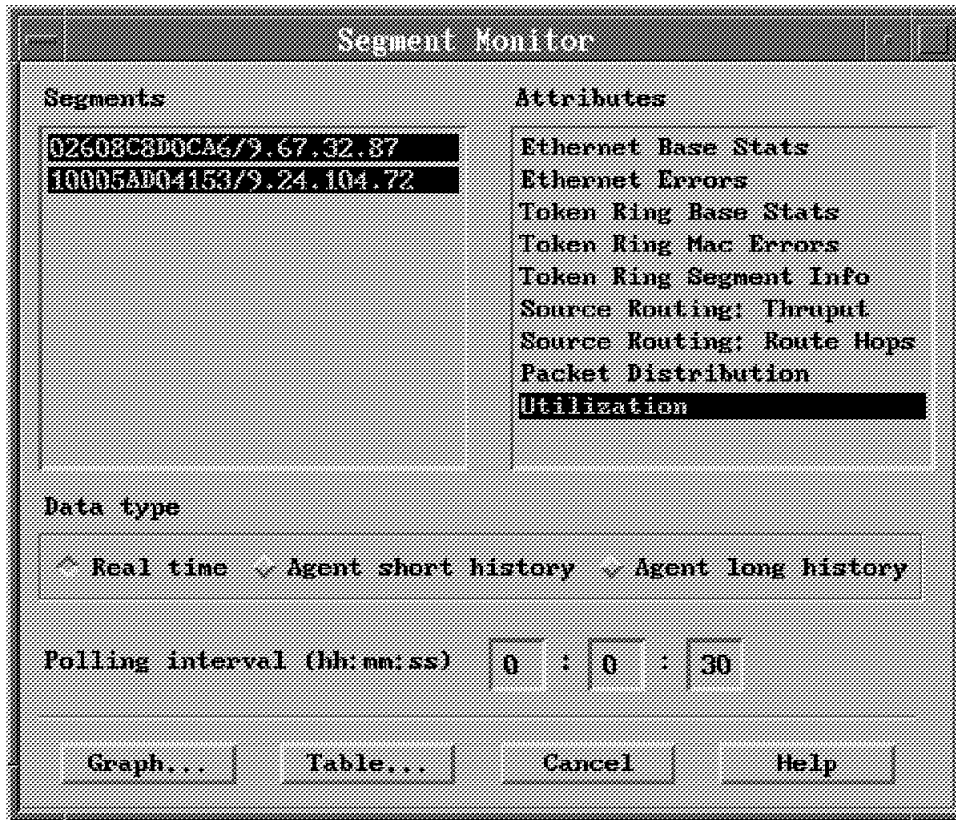 Segment Monitor
Segments
Attributes
02608C8D0CA6/9.67.32.87
10005AD04153/9.24.104.72
Ethernet Base Stats
Ethernet Errors
Token Ring Base Stats
Token Ring Mac Errors
Token Ring Segment Info
Source Routing: Thruput
Source Routing: Route Hops
Packet Distribution
Utilization
Data type
Real time Agent short history Agent long history
Polling interval (hh:mm:ss) 0 : 0 : 30
Graph... Table... Cancel Help